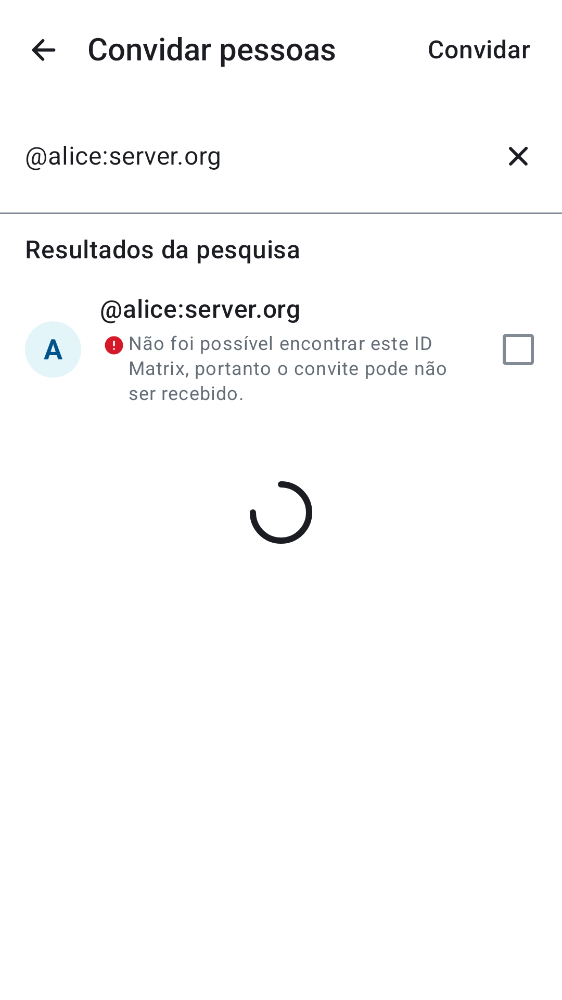 Convidar pessoas
Convidar
@alice:server.org
Resultados da pesquisa
@alice:server.org
A
Não foi possível encontrar este ID
Matrix, portanto o convite pode não
ser recebido.